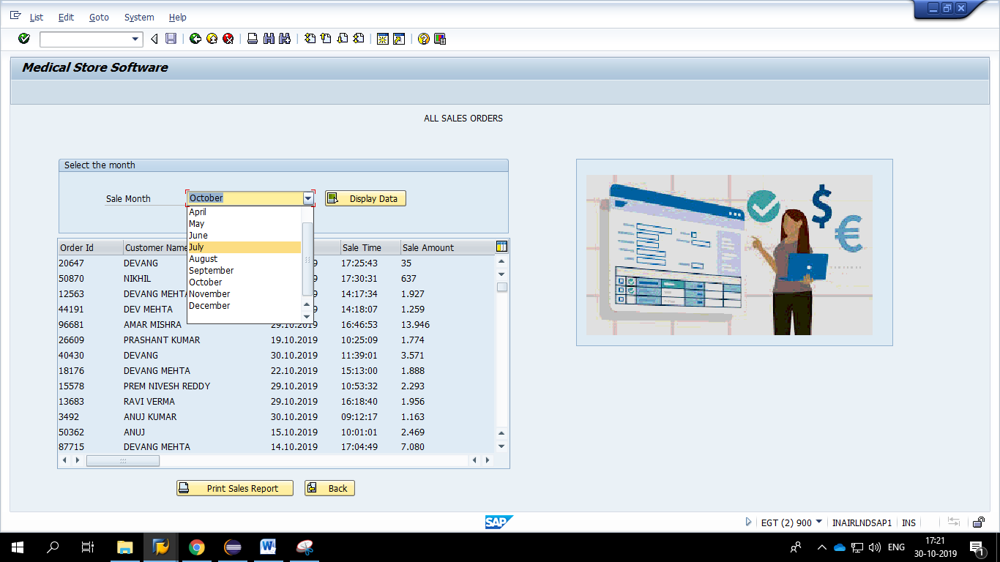 List Edit Goto System Help
Medical Store Software
ALL SALES ORDERS
Select the month
Sale Month October Display Data
April
May
June
July
August
September
October
November
December
Order Id Customer Name Sale Time Sale Amount
20647 DEVANG 9 17:25:43 35
50870 NIKHIL 9 17:30:31 637
12563 DEVANG MEHTA 9 14:17:34 1.927
44191 DEV MEHTA 9 14:18:07 1.259
96681 AMAR MISHRA 29.10.2019 16:46:53 13.946
26609 PRASHANT KUMAR 19.10.2019 10:25:09 1.774
40430 DEVANG 30.10.2019 11:39:01 3.571
18176 DEVANG MEHTA 22.10.2019 15:13:00 1.888
15578 PREM NIVESH REDDY 29.10.2019 10:53:32 2.293
13683 RAVI VERMA 29.10.2019 16:18:40 1.956
3492 ANUJ KUMAR 30.10.2019 09:12:17 1.163
50362 ANUJ 15.10.2019 10:01:01 2.469
87715 DEVANG MEHTA 14.10.2019 17:04:49 7.080
Print Sales Report Back
SAP EGT (2) 900 INAIRLNDSAP1 INS
ENG 17:21
30-10-2019 1